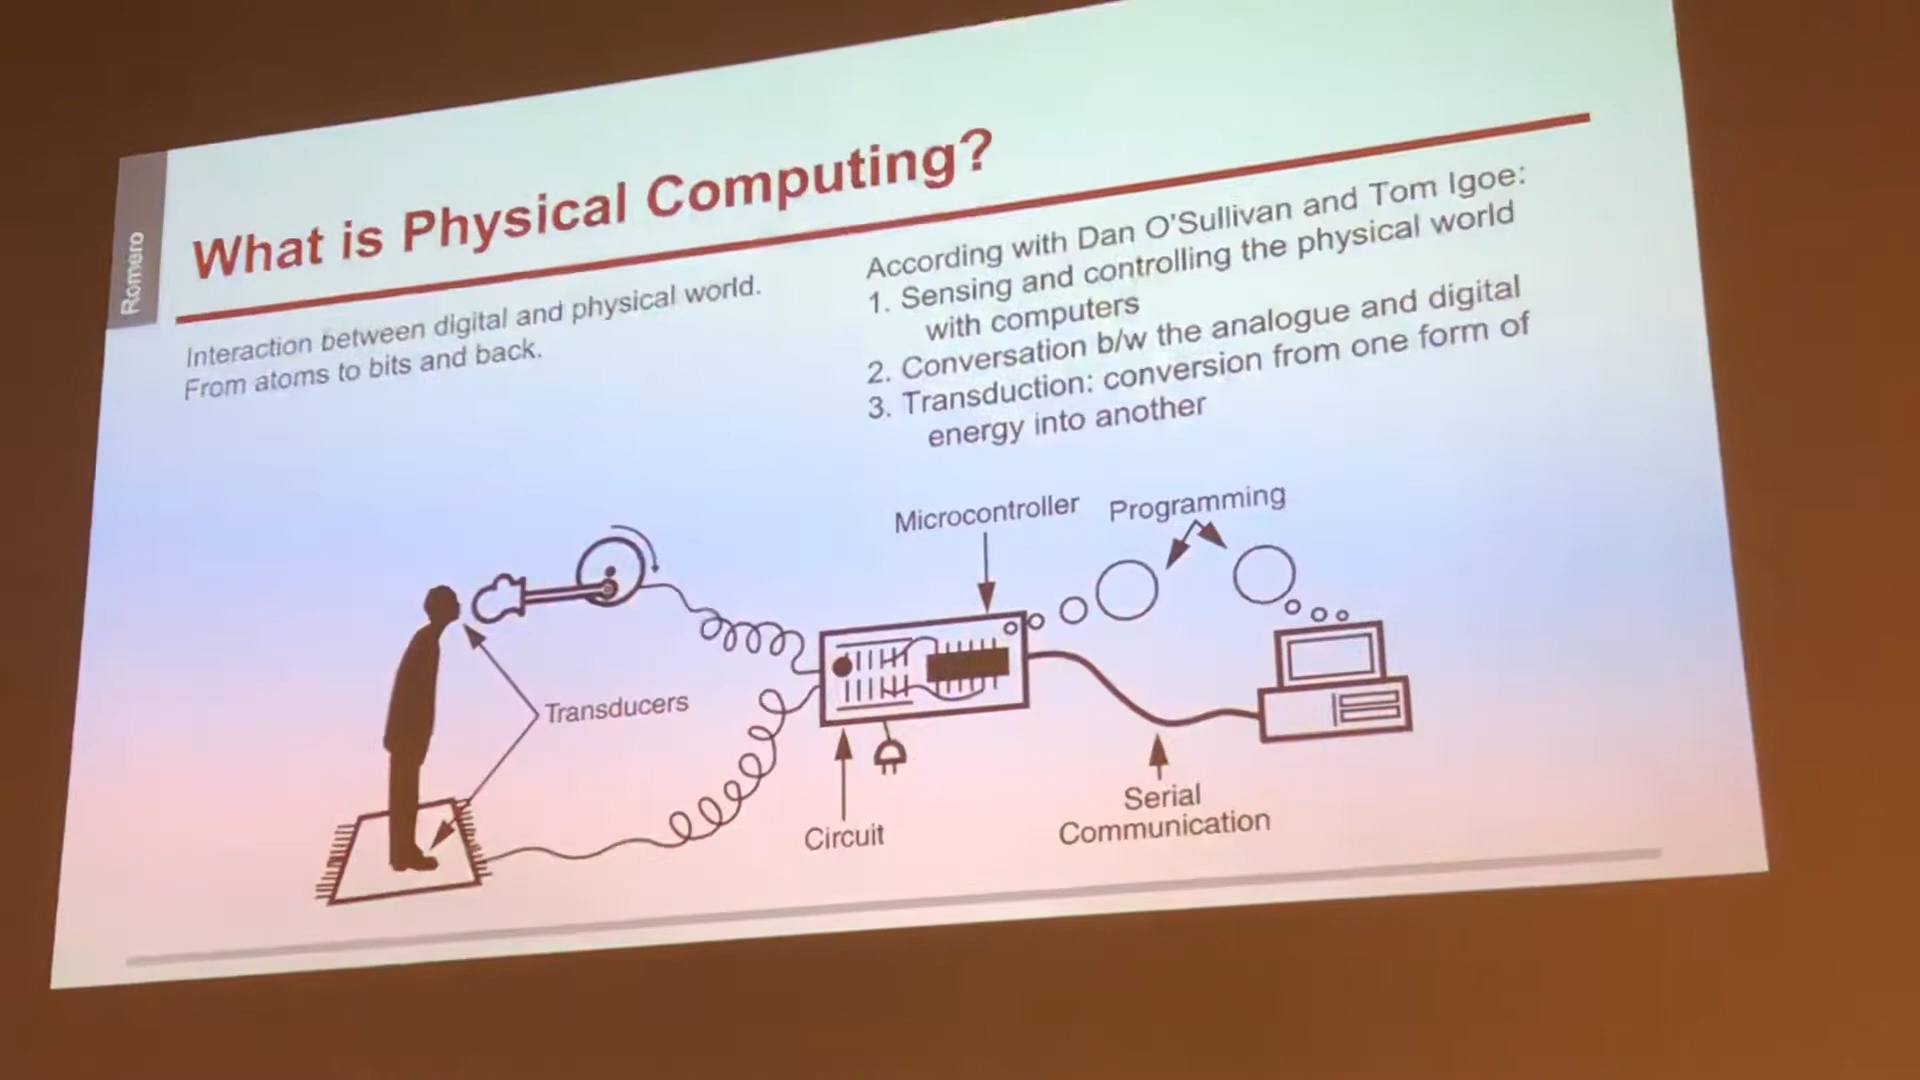 Romero
What is Physical Computing?
Interaction between digital and physical world.
From atoms to bits and back.
According with Dan O'Sullivan and Tom Igoe:
1. Sensing and controlling the physical world
with computers
2. Conversation b/w the analogue and digital
3. Transduction: conversion from one form of
energy into another
Microcontroller
Programming
Transducers
Circuit
Serial
Communication